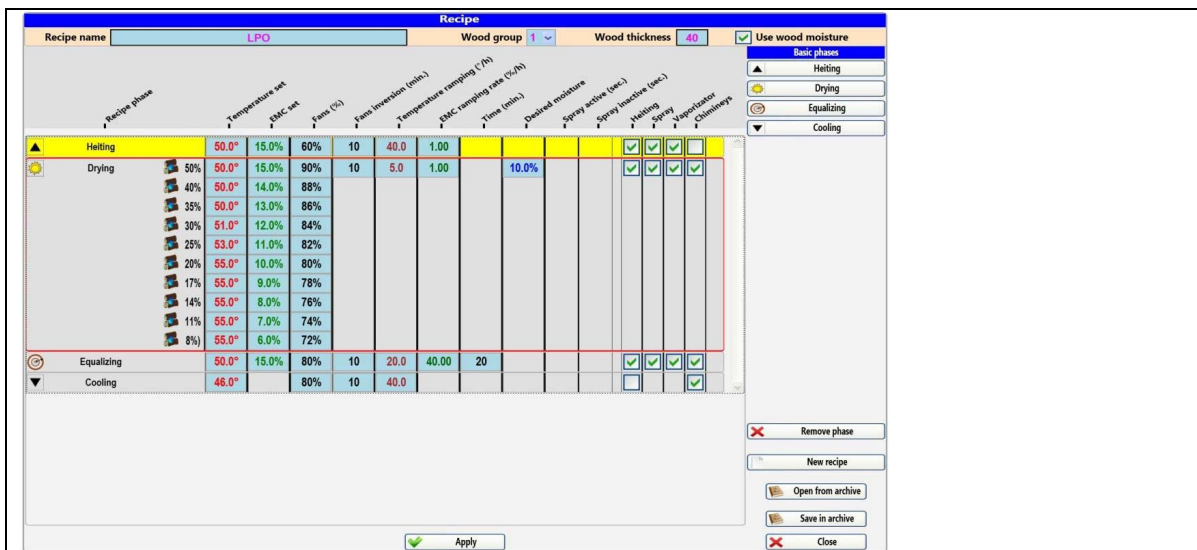 Recipe
Recipe name LPO Wood group 1 Wood thickness 40 Use wood moisture
Basic phases
Heiting
Drying
Equalizing
Cooling
Recipe phase Temperature set EMC set Fans (%) Fans inversion (min.) Temperature ramping (°/h) EMC ramping rate (%/h) Time (min.) Desired moisture Spray active (sec.) Spray inactive (sec.) Heiting Spray Vaporizator Chimineys
Heiting 50.0° 15.0% 60% 10 40.0 1.00
Drying 50% 50.0° 15.0% 90% 10 5.0 1.00 10.0%
40% 50.0° 14.0% 88%
35% 50.0° 13.0% 86%
30% 51.0° 12.0% 84%
25% 53.0° 11.0% 82%
20% 55.0° 10.0% 80%
17% 55.0° 9.0% 78%
14% 55.0° 8.0% 76%
11% 55.0° 7.0% 74%
8%) 55.0° 6.0% 72%
Equalizing 50.0° 15.0% 80% 10 20.0 40.00 20
Cooling 46.0° 80% 10 40.0
Remove phase
New recipe
Open from archive
Save in archive
Apply Close